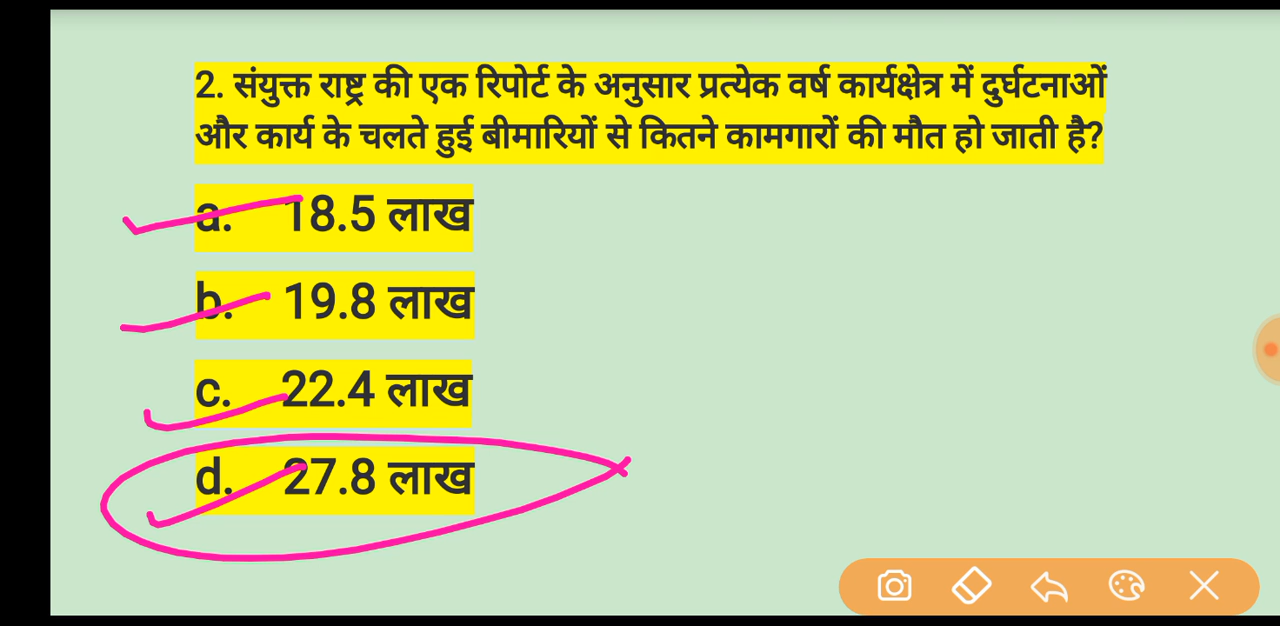 2. संयुक्त राष्ट्र की एक रिपोर्ट के अनुसार प्रत्येक वर्ष कार्यक्षेत्र में दुर्घटनाओं
और कार्य के चलते हुई बीमारियों से कितने कामगारों की मौत हो जाती है?
a. 18.5 लाख
b. 19.8 लाख
c. 22.4 लाख
d. 27.8 लाख